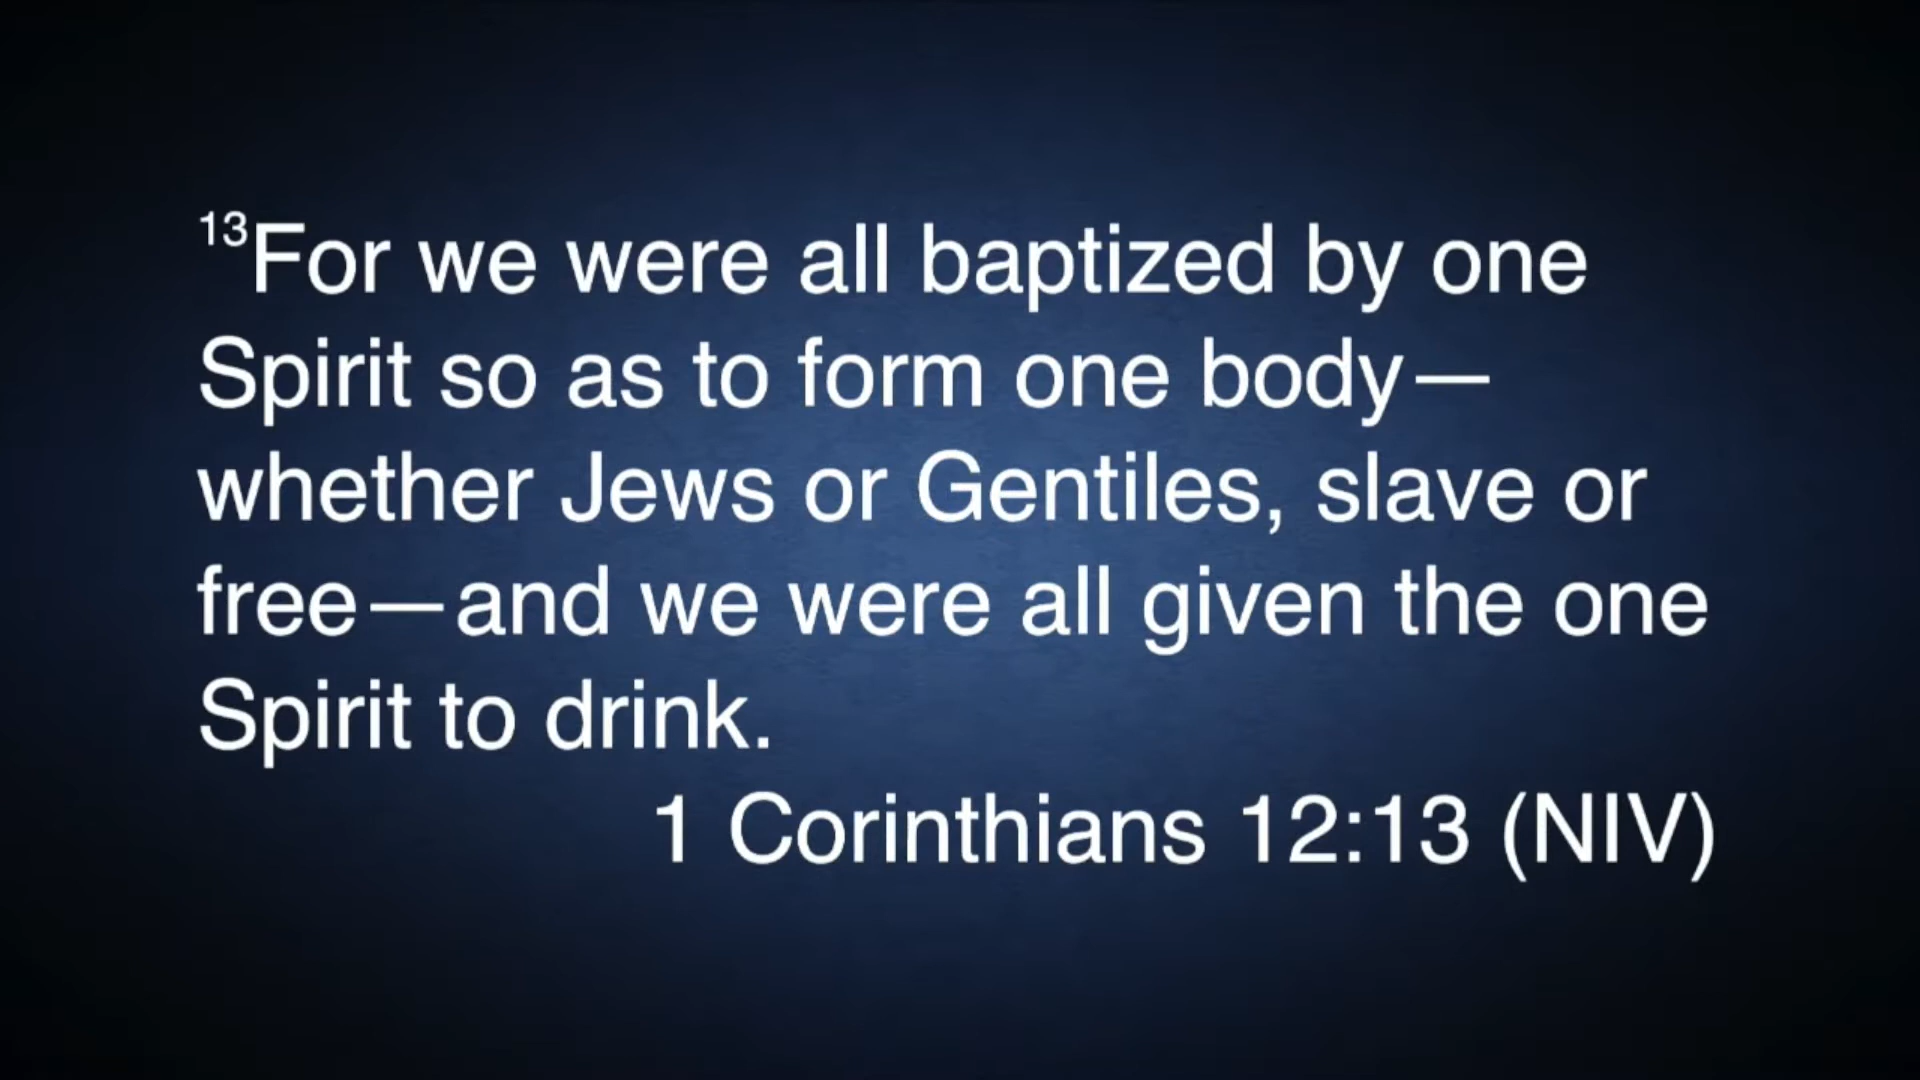 ¹³For we were all baptized by one
Spirit so as to form one body—
whether Jews or Gentiles, slave or
free—and we were all given the one
Spirit to drink.
1 Corinthians 12:13 (NIV)